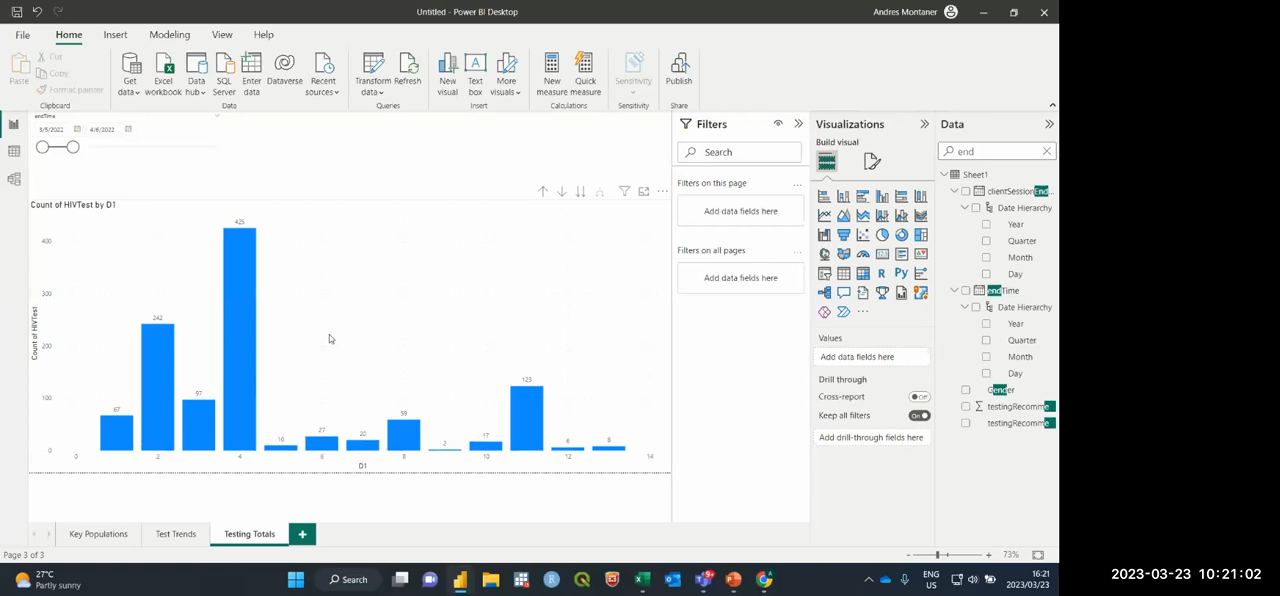 Untitled - Power BI Desktop
Andres Montaner
File Home Insert Modeling View Help
Paste
Cut
Copy
Format painter
Clipboard
Get data
Excel workbook
Data hub
SQL Server
Enter data
Dataverse
Recent sources
Data
Transform data
Refresh
Queries
New visual
Text box
More visuals
Insert
New measure
Quick measure
Calculations
Sensitivity
Sensitivity
Publish
Share
endTime
3/5/2022 4/6/2022
Count of HIVTest by D1
Count of HIVTest
400
300
200
100
0
67
242
97
425
10
27
20
59
2
17
123
6
8
0 2 4 6 8 10 12 14
D1
Filters
Search
Filters on this page ...
Add data fields here
Filters on all pages ...
Add data fields here
Visualizations
Build visual
R Py
...
Values
Add data fields here
Drill through
Cross-report Off
Keep all filters On
Add drill-through fields here
Data
end
Sheet1
clientSessionEnd...
Date Hierarchy
Year
Quarter
Month
Day
endTime
Date Hierarchy
Year
Quarter
Month
Day
Gender
Σ testingRecomme
testingRecomme
Key Populations Test Trends Testing Totals +
Page 3 of 3
- + 73%
27°C
Partly sunny
Search
ENG
US
16:21
2023/03/23
2023-03-23 10:21:02